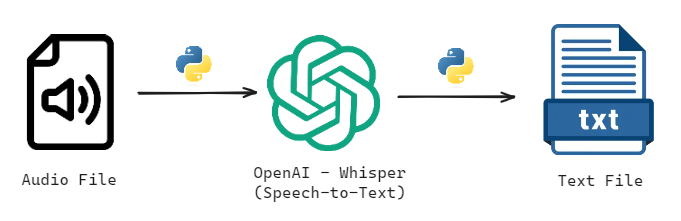 txt
Audio File
OpenAI - Whisper
(Speech-to-Text)
Text File